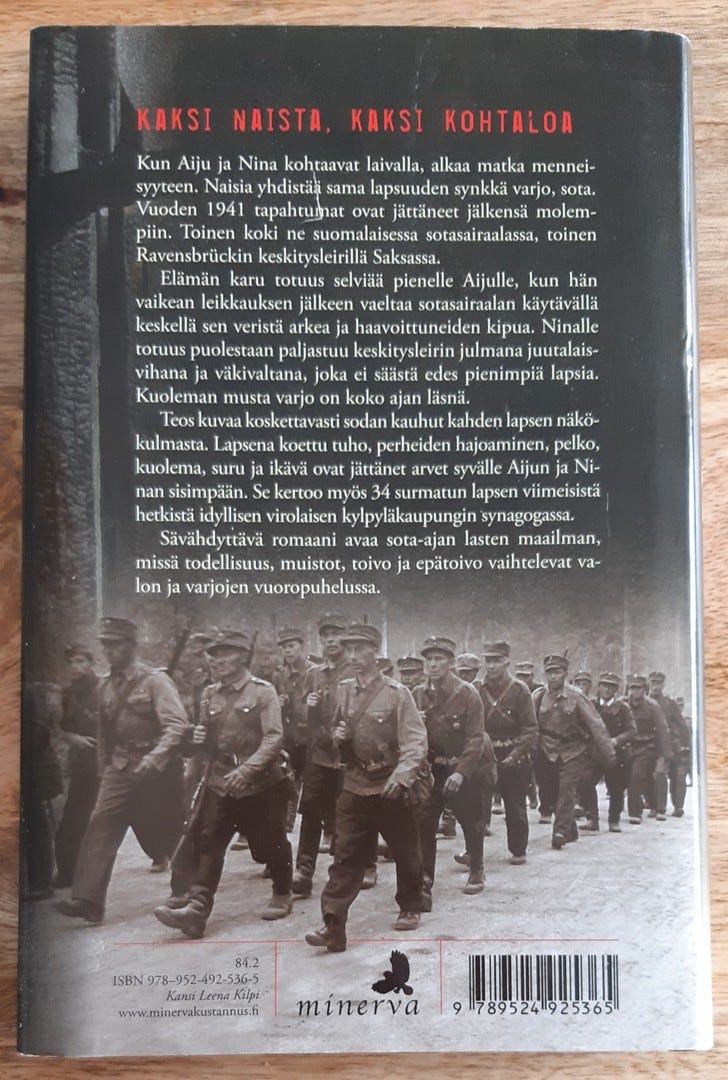 KAKSI NAISTA, KAKSI KOHTALOA
Kun Aiju ja Nina kohtaavat laivalla, alkaa matka mennei-
syyteen. Naisia yhdistää sama lapsuuden synkkä varjo, sota.
Vuoden 1941 tapahtumat ovat jättäneet jälkensä molem-
piin. Toinen koki ne suomalaisessa sotasairaalassa, toinen
Ravensbrückin keskitysleirillä Saksassa.
Elämän karu totuus selviää pienelle Aijulle, kun hän
vaikean leikkauksen jälkeen vaeltaa sotasairaalan käytävällä
keskellä sen veristä arkea ja haavoittuneiden kipua. Ninalle
totuus puolestaan paljastuu keskitysleirin julmana juutalais-
vihana ja väkivaltana, joka ei säästä edes pienimpiä lapsia.
Kuoleman musta varjo on koko ajan läsnä.
Teos kuvaa koskettavasti sodan kauhut kahden lapsen näkö-
kulmasta. Lapsena koettu tuho, perheiden hajoaminen, pelko,
kuolema, suru ja ikävä ovat jättänet arvet syvälle Aijun ja Ni-
nan sisimpään. Se kertoo myös 34 surmatun lapsen viimeisistä
hetkistä idyllisen virolaisen kylpyläkaupungin synagogassa.
Sävähdyttävä romaani avaa sota-ajan lasten maailman,
missä todellisuus, muistot, toivo ja epätoivo vaihtelevat va-
lon ja varjojen vuoropuhelussa.
84.2
ISBN 978-952-492-536-5
Kansi Leena Kilpi
www.minervakustannus.fi
minerva
9 789524 925365